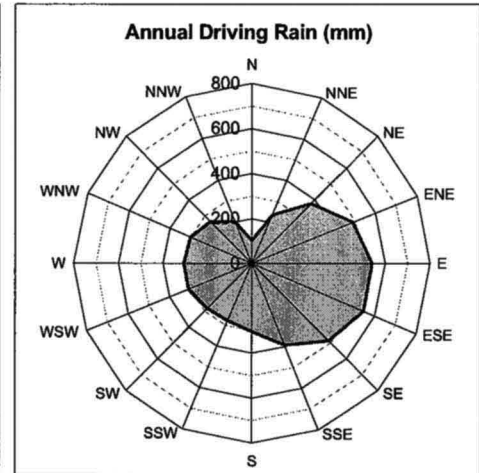 Annual Driving Rain (mm)
N
NNW
800
NNE
NW
600
NE
400
WNW
ENE
200
W
0
E
WSW
ESE
SW
SE
SSW
SSE
S